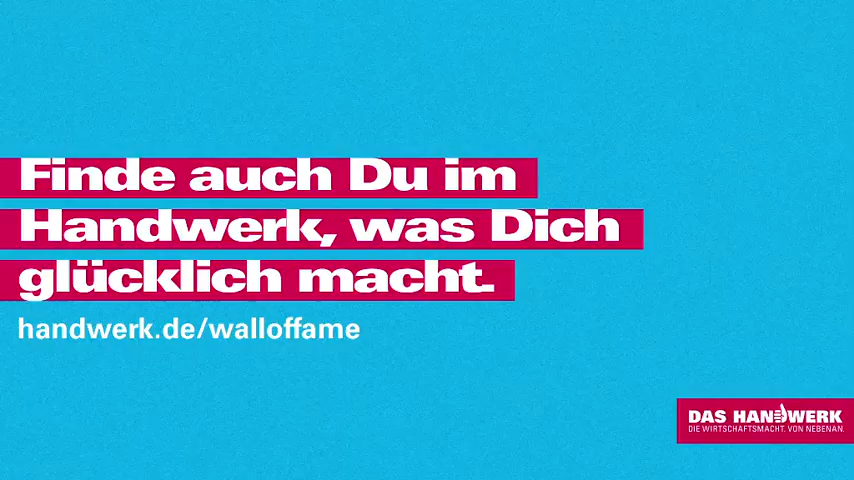 Finde auch Du im
Handwerk, was Dich
glücklich macht.
handwerk.de/walloffame
DAS HANDWERK
DIE WIRTSCHAFTSMACHT. VON NEBENAN.